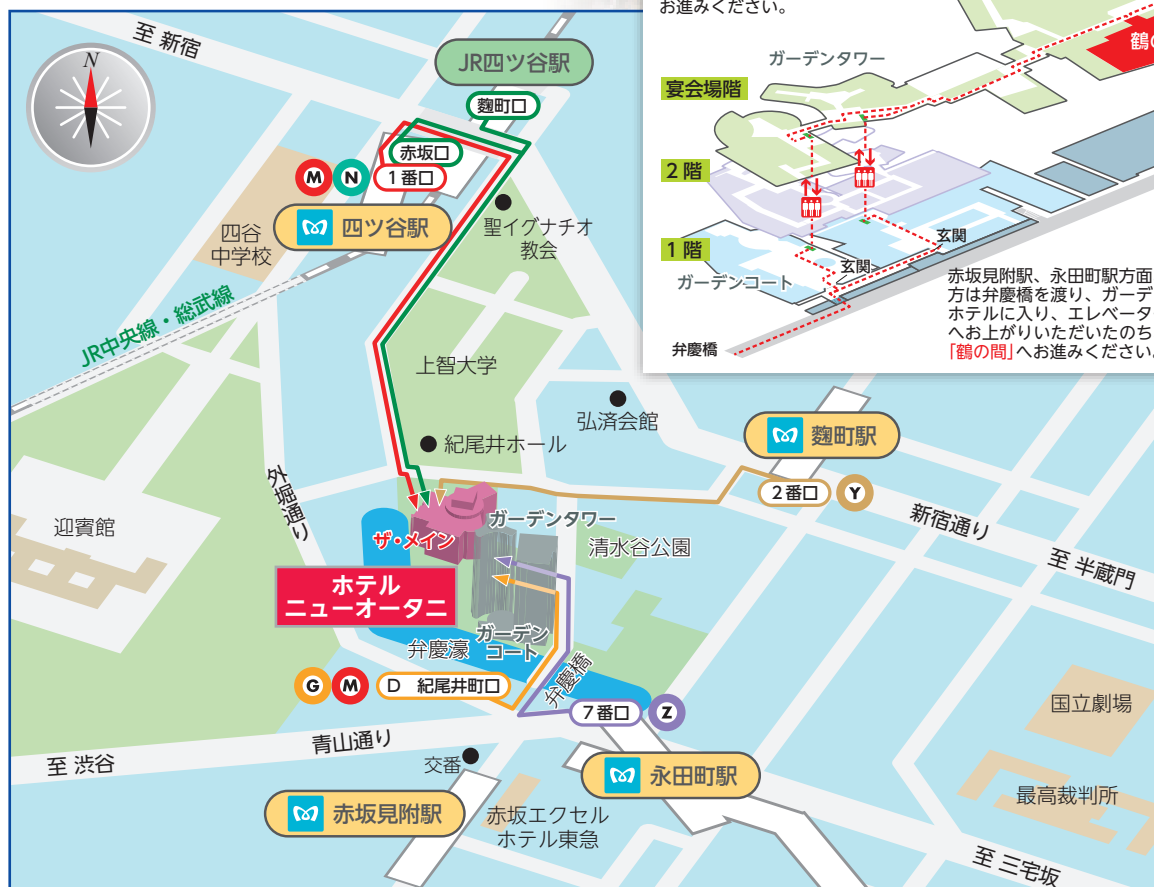 至 新宿
N
JR四ツ谷駅
麴町口
赤坂口
M N 1番口
四ツ谷駅
四谷
中学校
聖イグナチオ
教会
JR中央線・総武線
上智大学
紀尾井ホール
弘済会館
麴町駅
2番口 Y
新宿通り
至 半蔵門
外堀通り
迎賓館
ガーデンタワー
ザ・メイン
清水谷公園
ホテル
ニューオータニ
ガーデン
コート
弁慶濠
弁慶橋
G M D 紀尾井町口
7番口 Z
国立劇場
青山通り
至 渋谷
交番
永田町駅
赤坂見附駅
赤坂エクセル
ホテル東急
最高裁判所
至 三宅坂
お進みください。
ガーデンタワー
宴会場階
2階
1階
ガーデンコート
玄関
玄関
弁慶橋
赤坂見附駅、永田町駅方面
方は弁慶橋を渡り、ガーデ
ホテルに入り、エレベータ
へお上がりいただいたのち
「鶴の間」へお進みください。